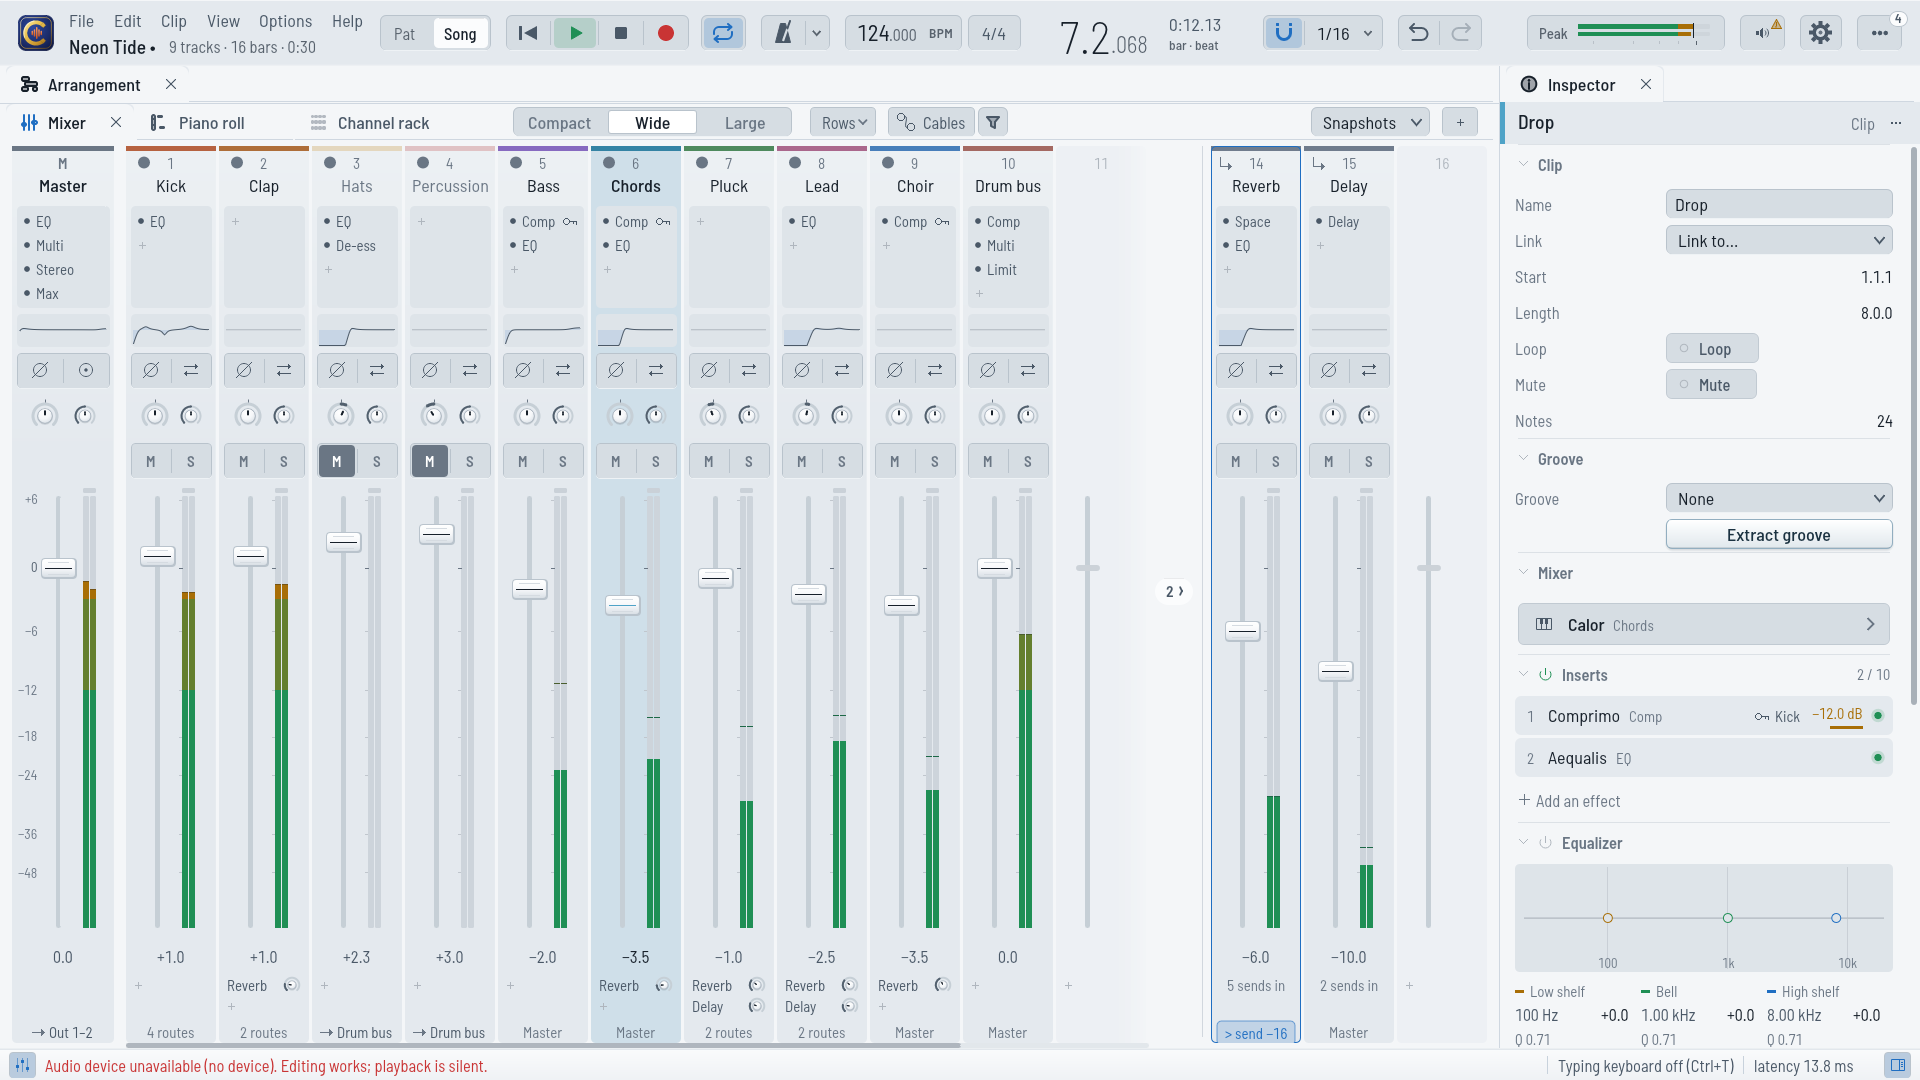 File Edit Clip View Options Help
Neon Tide • 9 tracks · 16 bars · 0:30
Pat Song
124.000 BPM 4/4
7.2.068
0:12.13
bar · beat
1/16
Peak
4
Arrangement
Inspector
Mixer Piano roll Channel rack
Compact Wide Large
Rows Cables
Snapshots +
Drop Clip
M 1 2 3 4 5 6 7 8 9 10 11 14 15 16
Master Kick Clap Hats Percussion Bass Chords Pluck Lead Choir Drum bus Reverb Delay
EQ EQ + EQ + Comp Comp + EQ Comp Comp Space Delay
Multi + De-ess EQ EQ + + Multi EQ +
Stereo + + + Limit +
Max +
M S M S M S M S M S M S M S M S M S M S M S M S
+6
0
−6
−12
−18
−24
−36
−48
2
0.0 +1.0 +1.0 +2.3 +3.0 −2.0 −3.5 −1.0 −2.5 −3.5 0.0 −6.0 −10.0
+ Reverb + + + Reverb Reverb Reverb Reverb + + 5 sends in 2 sends in +
+ + Delay Delay +
→ Out 1–2 4 routes 2 routes → Drum bus → Drum bus Master Master 2 routes 2 routes Master Master > send −16 Master
Clip
Name Drop
Link Link to...
Start 1.1.1
Length 8.0.0
Loop Loop
Mute Mute
Notes 24
Groove
Groove None
Extract groove
Mixer
Calor Chords
Inserts 2 / 10
1 Comprimo Comp Kick −12.0 dB
2 Aequalis EQ
+ Add an effect
Equalizer
100 1k 10k
Low shelf Bell High shelf
100 Hz +0.0 1.00 kHz +0.0 8.00 kHz +0.0
Q 0.71 Q 0.71 Q 0.71
Audio device unavailable (no device). Editing works; playback is silent.
Typing keyboard off (Ctrl+T) latency 13.8 ms